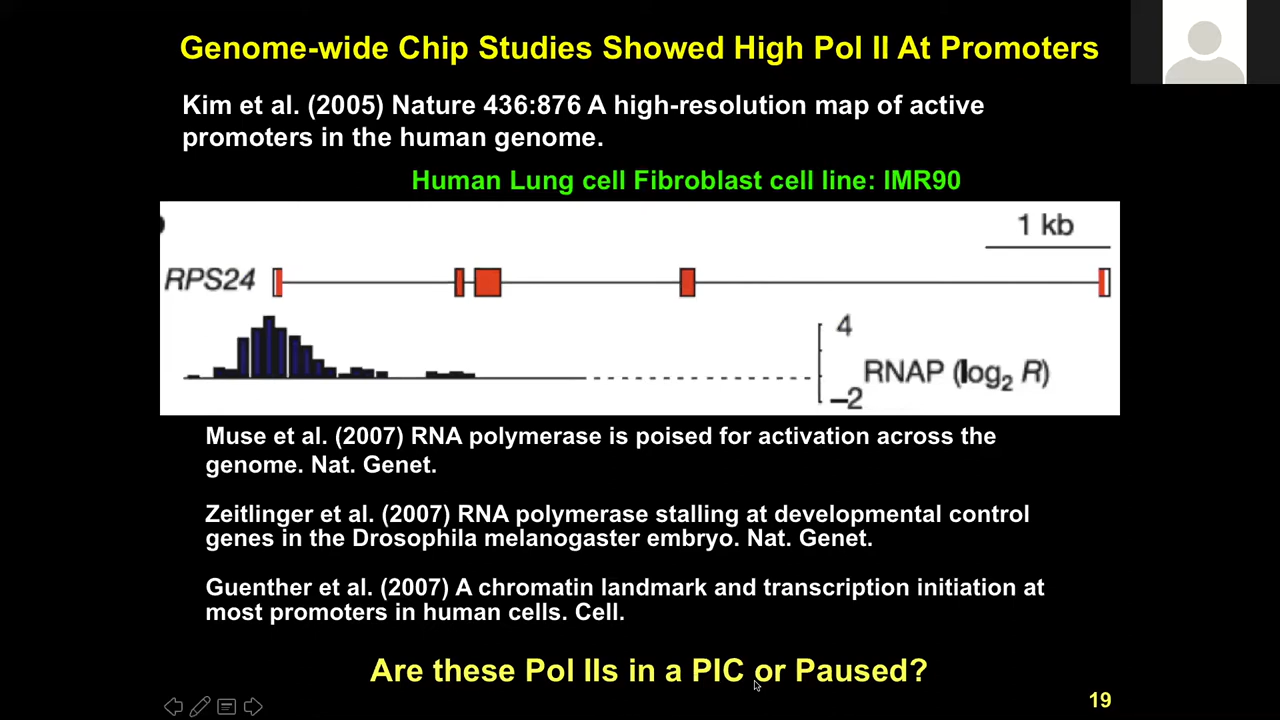 Genome-wide Chip Studies Showed High Pol II At Promoters
Kim et al. (2005) Nature 436:876 A high-resolution map of active
promoters in the human genome.
Human Lung cell Fibroblast cell line: IMR90
1 kb
RPS24
4
RNAP (log2 R)
–2
Muse et al. (2007) RNA polymerase is poised for activation across the
genome. Nat. Genet.
Zeitlinger et al. (2007) RNA polymerase stalling at developmental control
genes in the Drosophila melanogaster embryo. Nat. Genet.
Guenther et al. (2007) A chromatin landmark and transcription initiation at
most promoters in human cells. Cell.
Are these Pol IIs in a PIC or Paused?
19